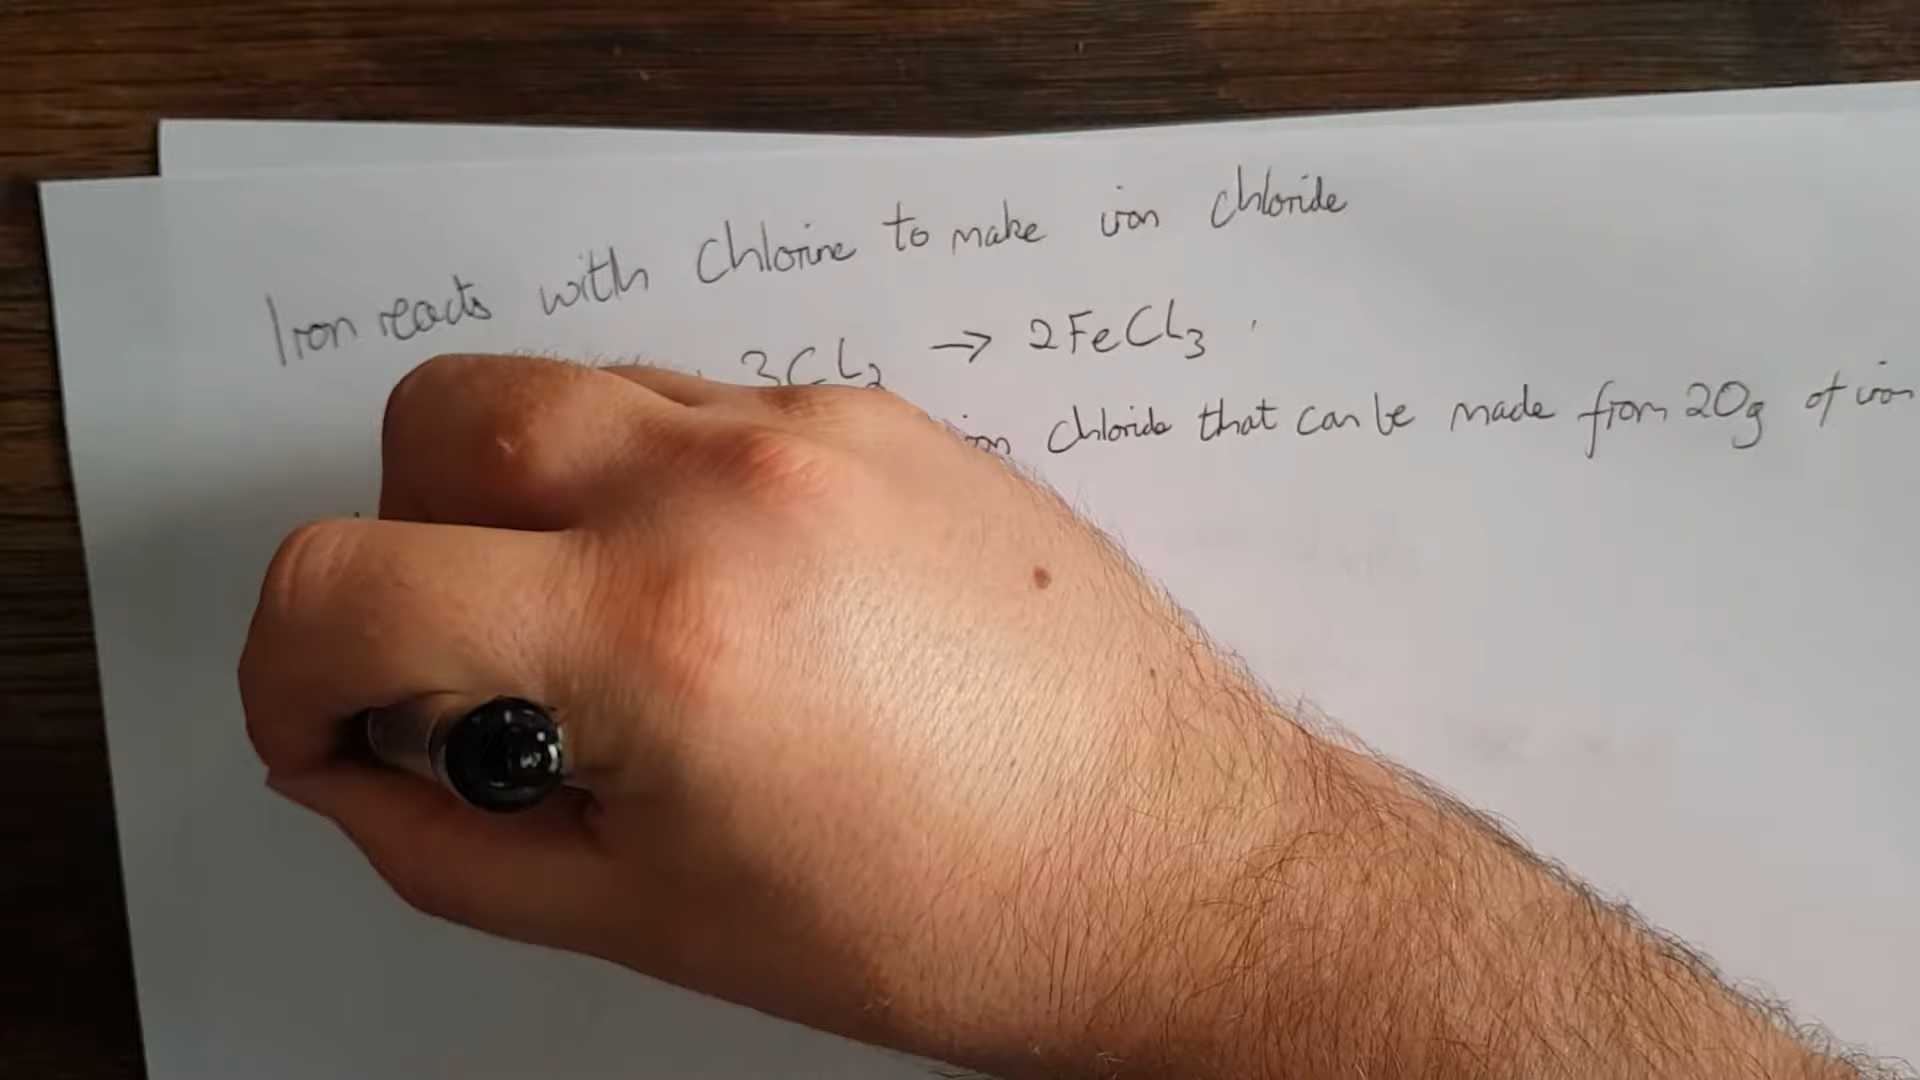 Iron reacts with Chlorine to make iron chloride
3Cl₂ → 2FeCl₃
chloride that can be made from 20g of iron